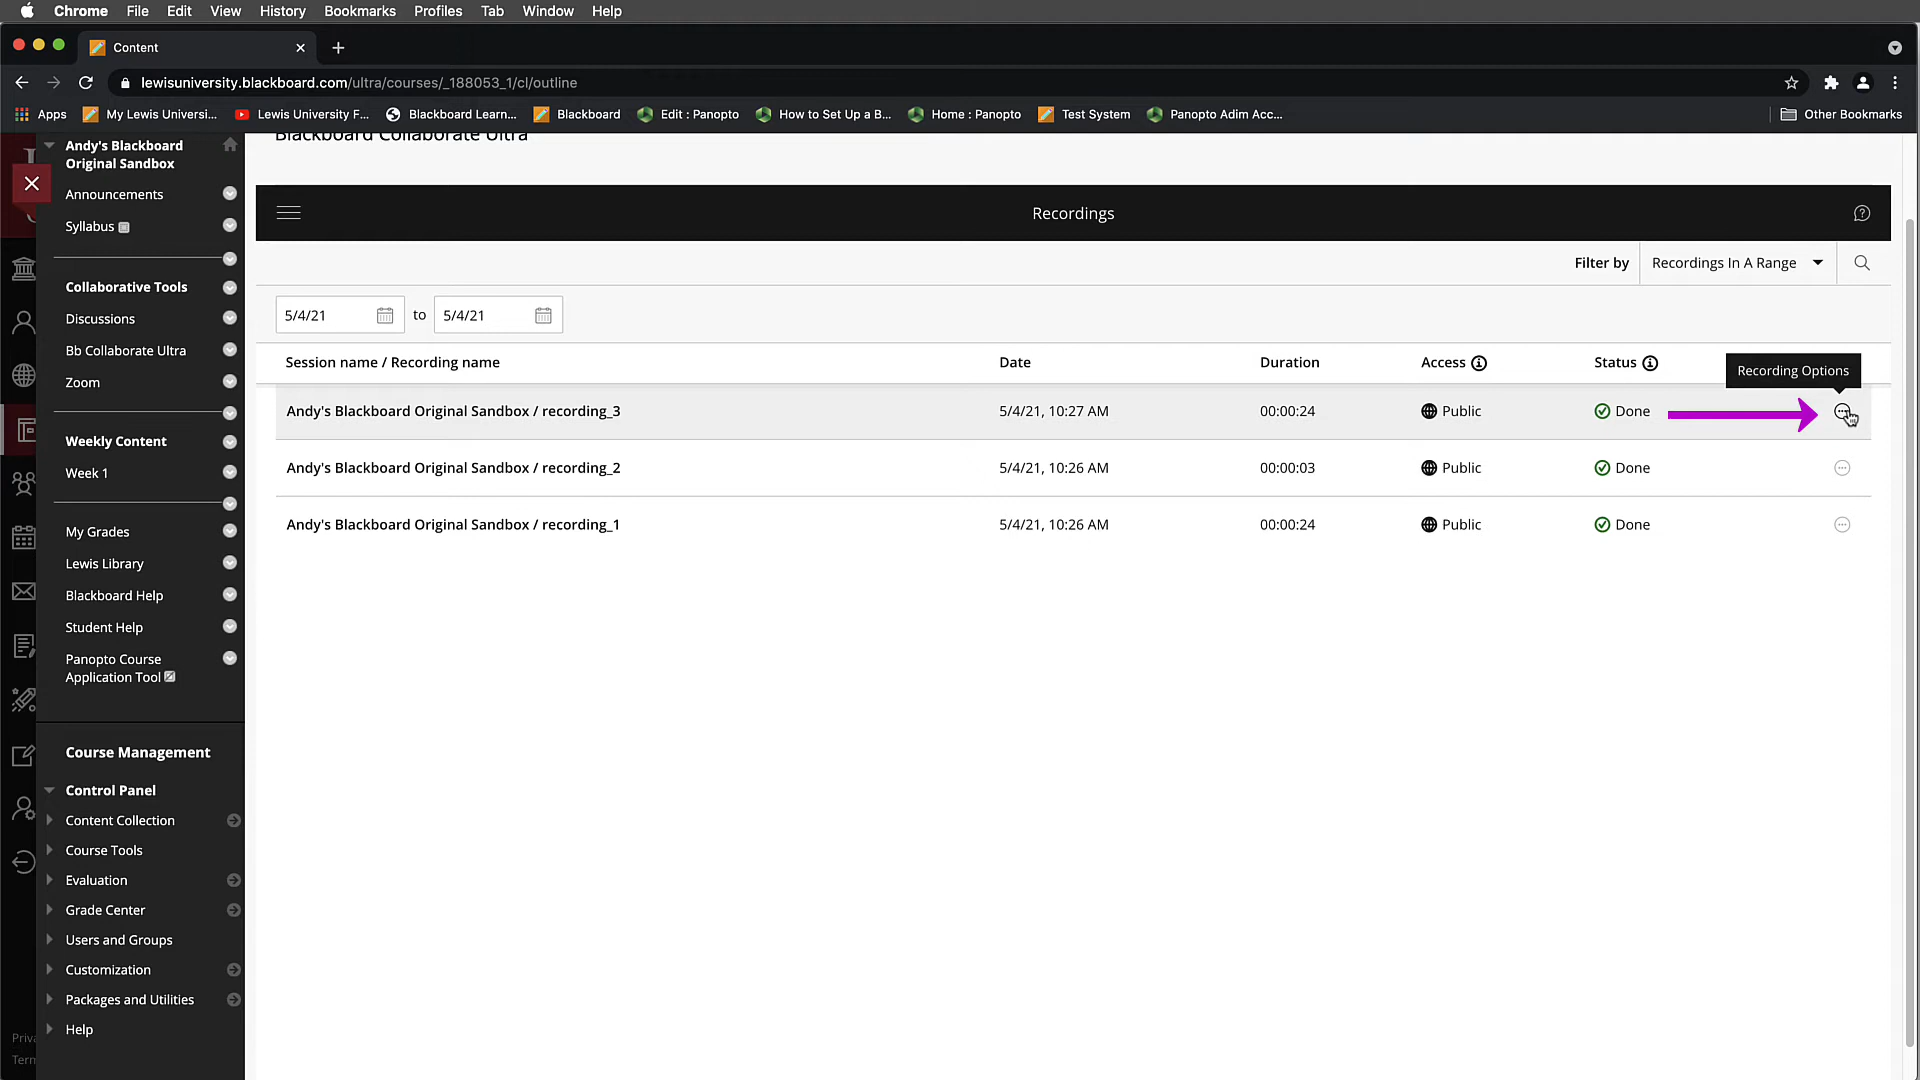 Chrome File Edit View History Bookmarks Profiles Tab Window Help
Content
lewisuniversity.blackboard.com/ultra/courses/_188053_1/cl/outline
Apps My Lewis Universi... Lewis University F... Blackboard Learn... Blackboard Edit : Panopto How to Set Up a B... Home : Panopto Test System Panopto Adim Acc... Other Bookmarks
Blackboard Collaborate Ultra
Andy's Blackboard
Original Sandbox
Announcements
Syllabus
Collaborative Tools
Discussions
Bb Collaborate Ultra
Zoom
Weekly Content
Week 1
My Grades
Lewis Library
Blackboard Help
Student Help
Panopto Course
Application Tool
Course Management
Control Panel
Content Collection
Course Tools
Evaluation
Grade Center
Users and Groups
Customization
Packages and Utilities
Help
Recordings
Filter by Recordings In A Range
5/4/21 to 5/4/21
Session name / Recording name Date Duration Access Status
Recording Options
Andy's Blackboard Original Sandbox / recording_3 5/4/21, 10:27 AM 00:00:24 Public Done
Andy's Blackboard Original Sandbox / recording_2 5/4/21, 10:26 AM 00:00:03 Public Done
Andy's Blackboard Original Sandbox / recording_1 5/4/21, 10:26 AM 00:00:24 Public Done